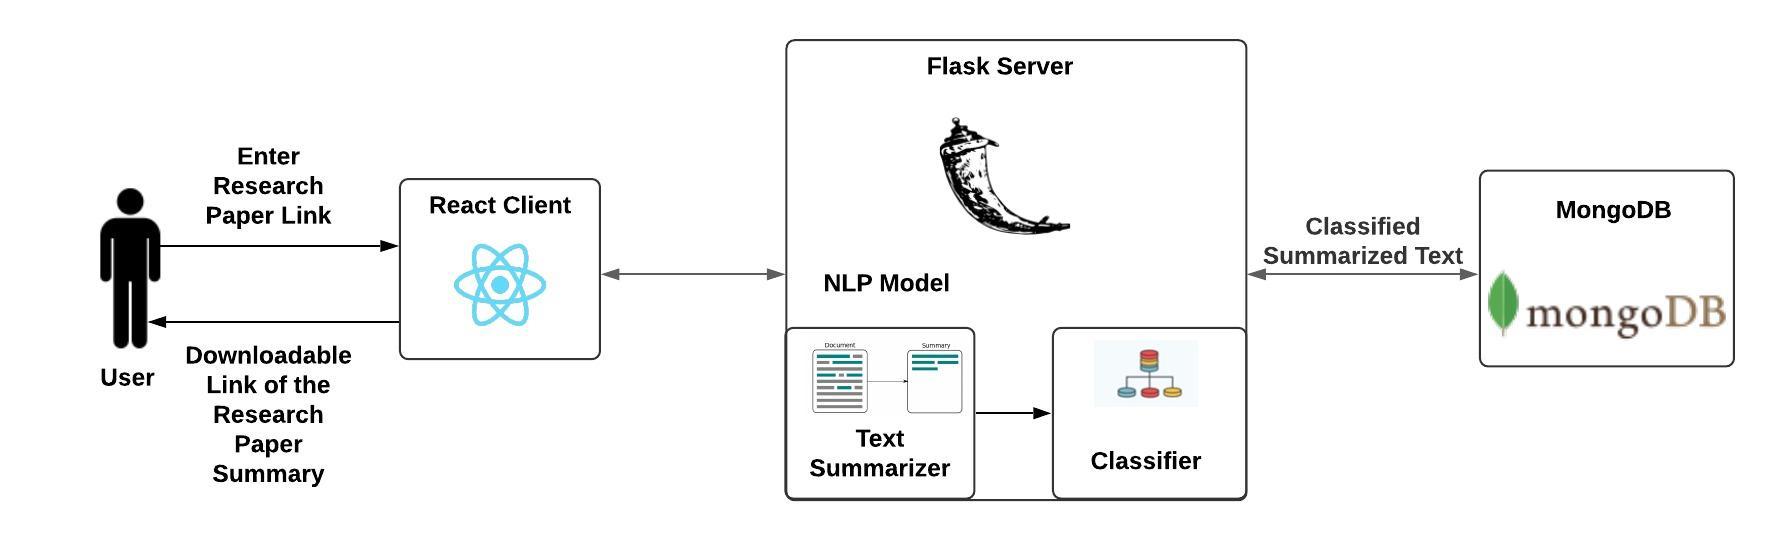 Enter
Research
Paper Link
User
Downloadable
Link of the
Research
Paper
Summary
React Client
Flask Server
NLP Model
Document
Summary
Text
Summarizer
Classifier
Classified
Summarized Text
MongoDB
mongoDB